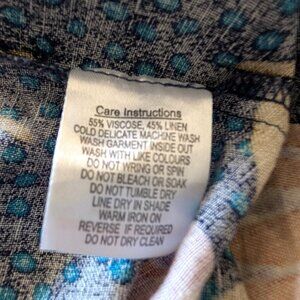 Care Instructions
55% VISCOSE, 45% LINEN
COLD DELICATE MACHINE WASH
WASH GARMENT INSIDE OUT
WASH WITH LIKE COLOURS
DO NOT WRING OR SPIN
DO NOT BLEACH OR SOAK
DO NOT TUMBLE DRY
LINE DRY IN SHADE
WARM IRON ON
REVERSE IF REQUIRED
DO NOT DRY CLEAN